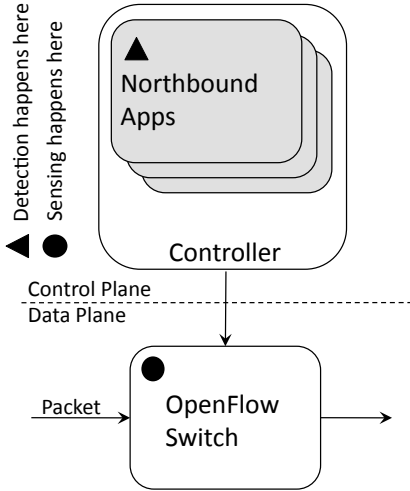 Detection happens here
Sensing happens here
Northbound
Apps
Controller
Control Plane
Data Plane
Packet
OpenFlow
Switch